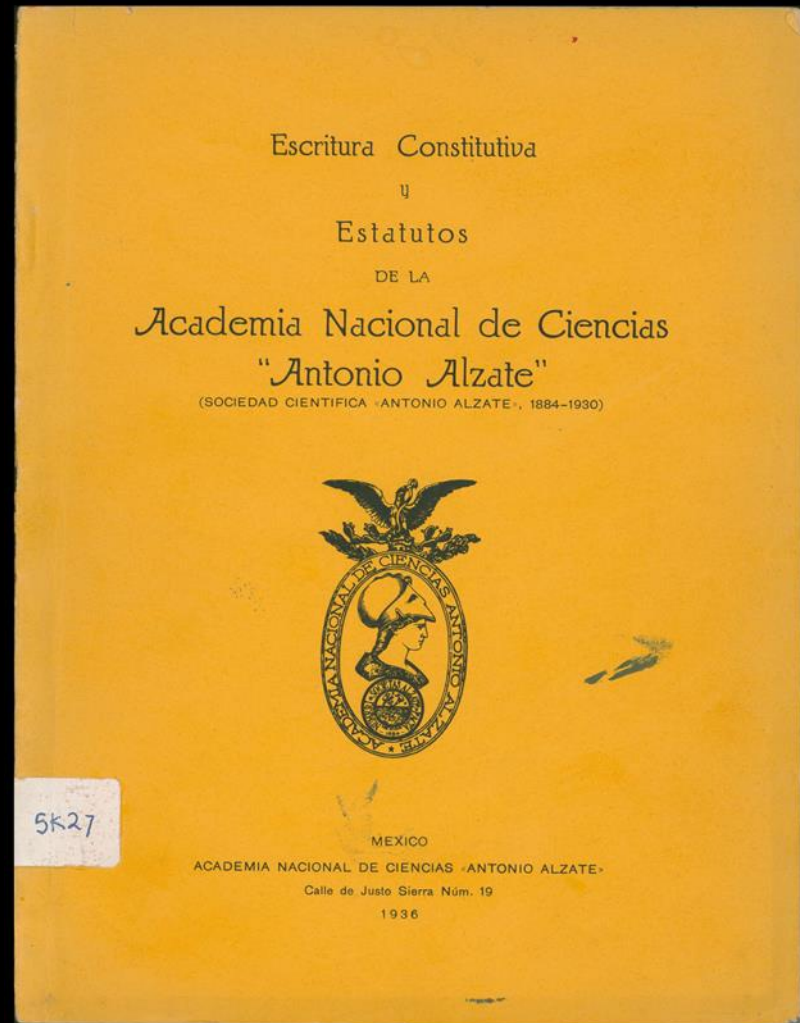 Escritura Constitutiva
y
Estatutos
DE LA
Academia Nacional de Ciencias
"Antonio Alzate"
(SOCIEDAD CIENTIFICA «ANTONIO ALZATE», 1884-1930)
ACADEMIA NACIONAL DE CIENCIAS ANTONIO ALZATE
5K27
MEXICO
ACADEMIA NACIONAL DE CIENCIAS «ANTONIO ALZATE»
Calle de Justo Sierra Núm. 19
1936